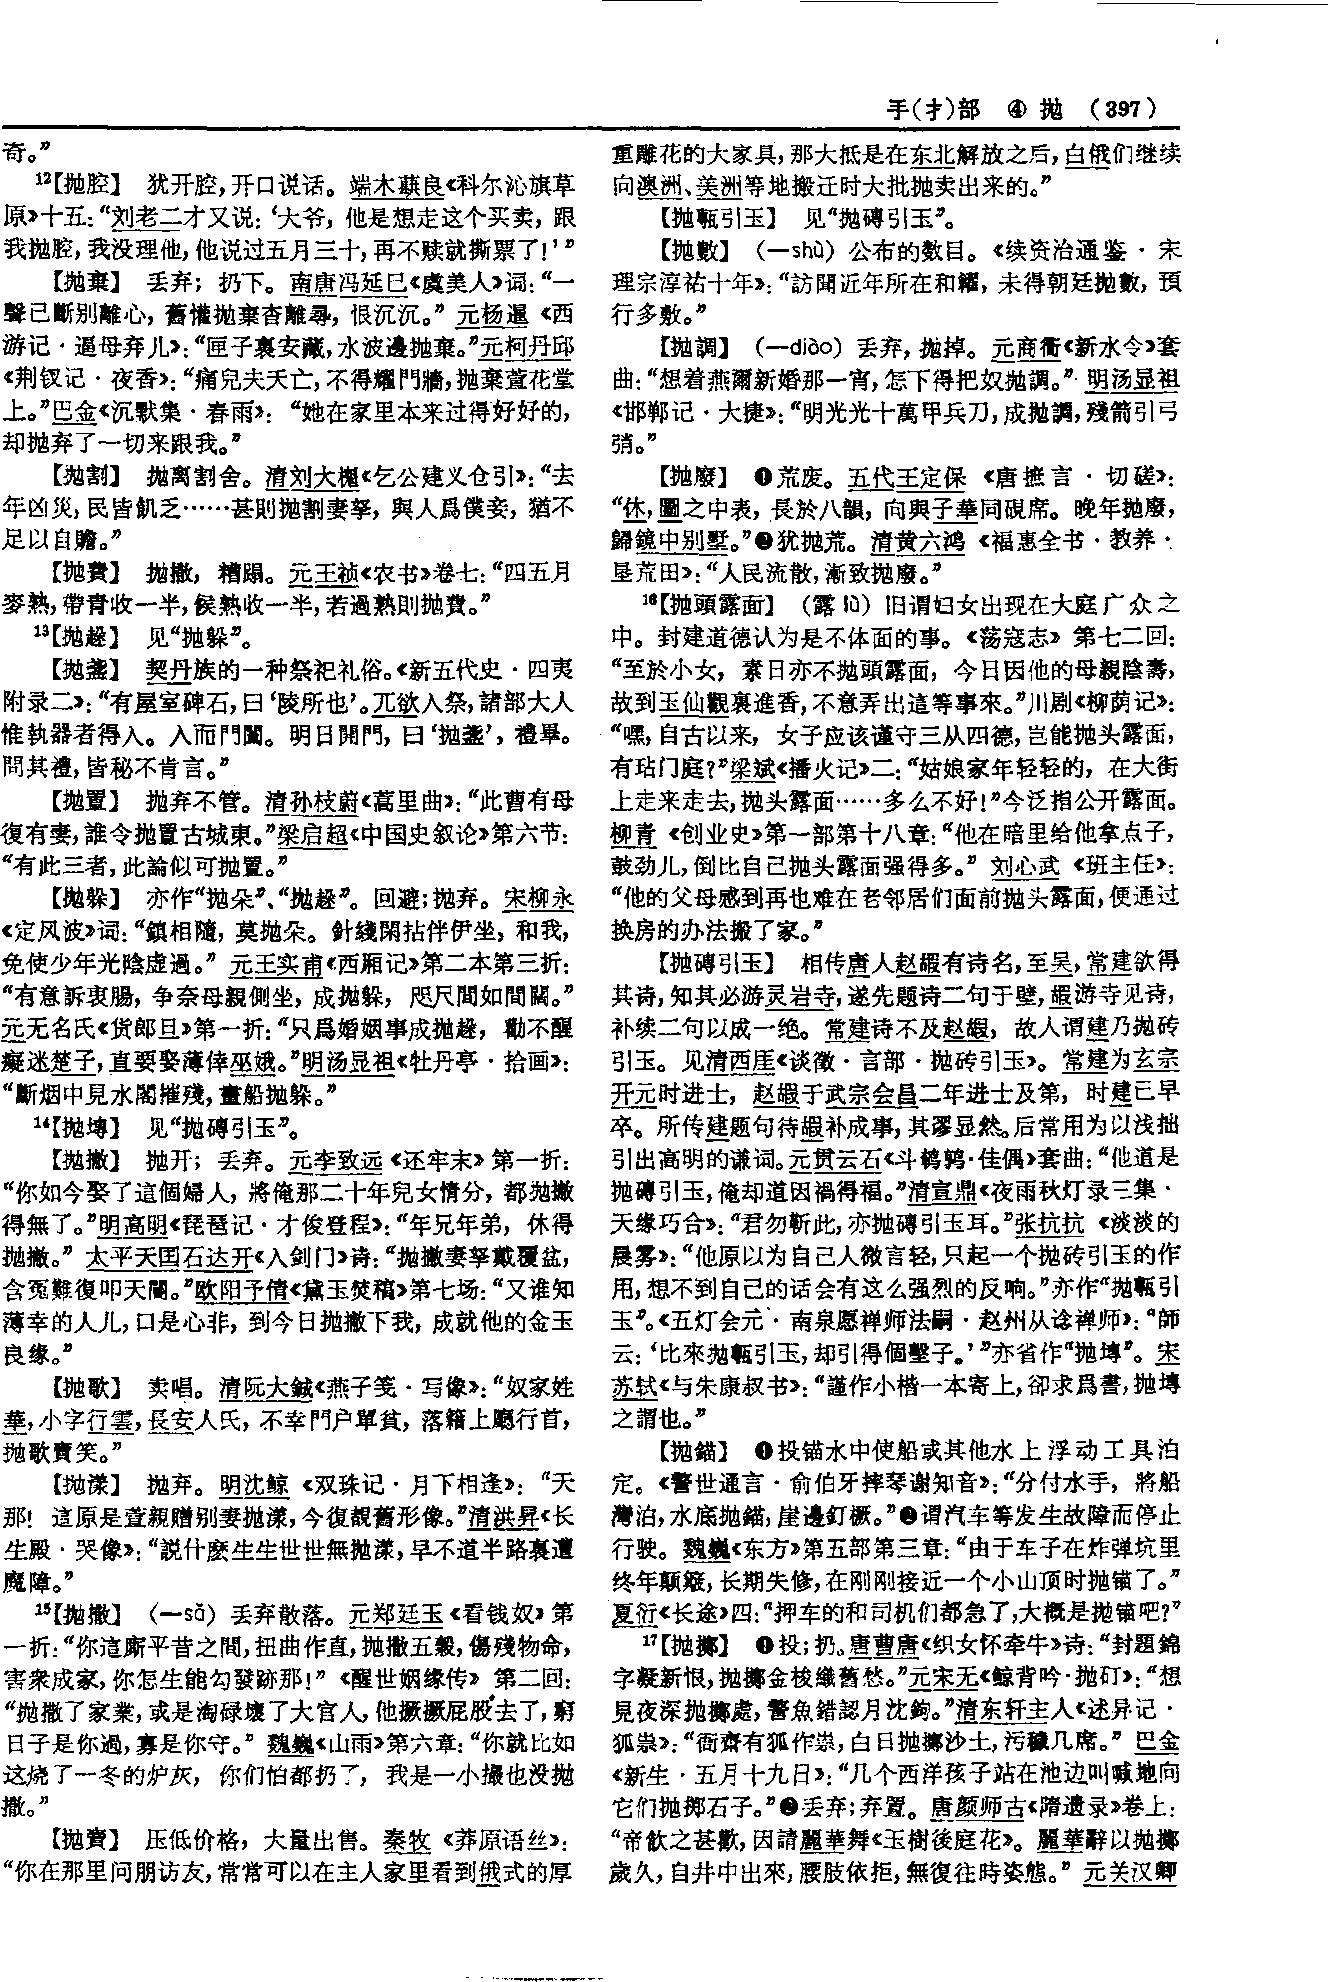 手(扌)部 ④ 抛 (397)
奇。”
12【抛腔】 犹开腔,开口说话。端木蕻良《科尔沁旗草
原》十五:“刘老二才又说:‘大爷,他是想走这个买卖,跟
我抛腔,我没理他,他说过五月三十,再不赎就撕票了!’”
【抛棄】 丢弃;扔下。南唐冯延巳《虞美人》词:“一
聲已斷别離心,舊懽抛棄杳難尋,恨沉沉。”元杨暹《西
游记·逼母弃儿》:“匣子裏安藏,水波邊抛棄。”元柯丹邱
《荆钗记·夜香》:“痛兒夫夭亡,不得耀門牆,抛棄萱花堂
上。”巴金《沉默集·春雨》:“她在家里本来过得好好的,
却抛弃了一切来跟我。”
【抛割】 抛离割舍。清刘大櫆《乞公建义仓引》:“去
年凶災,民皆飢乏……甚則抛割妻孥,與人爲僕妾,猶不
足以自贍。”
【抛費】 抛撒,糟蹋。元王祯《农书》卷七:“四五月
麥熟,帶青收一半,候熟收一半,若過熟則抛費。”
13【抛趓】 见“抛躲”。
【抛盞】 契丹族的一种祭祀礼俗。《新五代史·四夷
附录二》:“有屋室碑石,曰‘陵所也’。兀欲入祭,諸部大人
惟執器者得入。入而門闔。明日開門,曰‘抛盞’,禮畢。
問其禮,皆秘不肯言。”
【抛置】 抛弃不管。清孙枝蔚《蒿里曲》:“此曹有母
復有妻,誰令抛置古城東。”梁启超《中国史叙论》第六节:
“有此三者,此論似可抛置。”
【抛躲】 亦作“抛朵”、“抛趓”。回避;抛弃。宋柳永
《定风波》词:“鎮相隨,莫抛朵。針綫閑拈伴伊坐,和我,
免使少年光陰虚過。”元王实甫《西厢记》第二本第三折:
“有意訴衷腸,争奈母親側坐,成抛躲,咫尺間如間闊。”
元无名氏《货郎旦》第一折:“只爲婚姻事成抛趓,勸不醒
癡迷楚子,直要娶薄倖巫娥。”明汤显祖《牡丹亭·拾画》:
“斷烟中見水閣摧殘,畫船抛躲。”
14【抛塼】 见“抛磚引玉”。
【抛撇】 抛开;丢弃。元李致远《还牢末》第一折:
“你如今娶了這個婦人,將俺那二十年兒女情分,都抛撇
得無了。”明高明《琵琶记·才俊登程》:“年兄年弟,休得
抛撇。”太平天囯石达开《入剑门》诗:“抛撇妻孥戴覆盆,
含冤難復叩天閽。”欧阳予倩《黛玉焚稿》第七场:“又谁知
薄幸的人儿,口是心非,到今日抛撇下我,成就他的金玉
良缘。”
【抛歌】 卖唱。清阮大鋮《燕子笺·写像》:“奴家姓
華,小字行雲,長安人氏,不幸門户單貧,落籍上廳行首,
抛歌賣笑。”
【抛漾】 抛弃。明沈鲸《双珠记·月下相逢》:“天
那!這原是萱親贈别妻抛漾,今復覩舊形像。”清洪昇《长
生殿·哭像》:“説什麽生生世世無抛漾,早不道半路裏遭
魔障。”
15【抛撒】 (—sǎ)丢弃散落。元郑廷玉《看钱奴》第
一折:“你這厮平昔之間,扭曲作直,抛撒五穀,傷殘物命,
害衆成家,你怎生能勾發跡那!”《醒世姻缘传》第二回:
“抛撒了家業,或是淘碌壞了大官人,他撅撅屁股去了,窮
日子是你過,寡是你守。”魏巍《山雨》第六章:“你就比如
这烧了一冬的炉灰,你们怕都扔了,我是一小撮也没抛
撒。”
【抛賣】 压低价格,大量出售。秦牧《莽原语丝》:
“你在那里问朋访友,常常可以在主人家里看到俄式的厚
重雕花的大家具,那大抵是在东北解放之后,白俄们继续
向澳洲、美洲等地搬迁时大批抛卖出来的。”
【抛甎引玉】 见“抛磚引玉”。
【抛數】 (—shù)公布的数目。《续资治通鉴·宋
理宗淳祐十年》:“訪聞近年所在和糴,未得朝廷抛數,預
行多敷。”
【抛調】 (—diào)丢弃,抛掉。元商衟《新水令》套
曲:“想着燕爾新婚那一宵,怎下得把奴抛調。”明汤显祖
《邯郸记·大捷》:“明光光十萬甲兵刀,成抛調,殘箭引弓
弰。”
【抛廢】 ❶荒废。五代王定保《唐摭言·切磋》:
“休,圖之中表,長於八韻,向與子華同硯席。晚年抛廢,
歸鏡中别墅。”❷犹抛荒。清黄六鸿《福惠全书·教养·
垦荒田》:“人民流散,漸致抛廢。”
16【抛頭露面】 (露 lù)旧谓妇女出现在大庭广众之
中。封建道德认为是不体面的事。《荡寇志》第七二回:
“至於小女,素日亦不抛頭露面,今日因他的母親陰壽,
故到玉仙觀裏進香,不意弄出這等事來。”川剧《柳荫记》:
“嘿,自古以来,女子应该谨守三从四德,岂能抛头露面,
有玷门庭?”梁斌《播火记》二:“姑娘家年轻轻的,在大街
上走来走去,抛头露面……多么不好!”今泛指公开露面。
柳青《创业史》第一部第十八章:“他在暗里给他拿点子,
鼓劲儿,倒比自己抛头露面强得多。”刘心武《班主任》:
“他的父母感到再也难在老邻居们面前抛头露面,便通过
换房的办法搬了家。”
【抛磚引玉】 相传唐人赵嘏有诗名,至吴,常建欲得
其诗,知其必游灵岩寺,遂先题诗二句于壁,嘏游寺见诗,
补续二句以成一绝。常建诗不及赵嘏,故人谓建乃抛砖
引玉。见清西厓《谈徵·言部·抛砖引玉》。常建为玄宗
开元时进士,赵嘏于武宗会昌二年进士及第,时建已早
卒。所传建题句待嘏补成事,其谬显然。后常用为以浅拙
引出高明的谦词。元贯云石《斗鹌鹑·佳偶》套曲:“他道是
抛磚引玉,俺却道因禍得福。”清宣鼎《夜雨秋灯录三集·
天缘巧合》:“君勿靳此,亦抛磚引玉耳。”张抗抗《淡淡的
晨雾》:“他原以为自己人微言轻,只起一个抛砖引玉的作
用,想不到自己的话会有这么强烈的反响。”亦作“抛甎引
玉”。《五灯会元·南泉愿禅师法嗣·赵州从谂禅师》:“師
云:‘比來抛甎引玉,却引得個墼子。’”亦省作“抛塼”。宋
苏轼《与朱康叔书》:“謹作小楷一本寄上,卻求爲書,抛塼
之謂也。”
【抛錨】 ❶投锚水中使船或其他水上浮动工具泊
定。《警世通言·俞伯牙摔琴谢知音》:“分付水手,將船
灣泊,水底抛錨,崖邊釘橛。”❷谓汽车等发生故障而停止
行驶。魏巍《东方》第五部第三章:“由于车子在炸弹坑里
终年颠簸,长期失修,在刚刚接近一个小山顶时抛锚了。”
夏衍《长途》四:“押车的和司机们都急了,大概是抛锚吧?”
17【抛擲】 ❶投;扔。唐曹唐《织女怀牵牛》诗:“封題錦
字凝新恨,抛擲金梭織舊愁。”元宋无《鲸背吟·抛矴》:“想
見夜深抛擲處,驚魚錯認月沈鉤。”清东轩主人《述异记·
狐祟》:“衙齋有狐作祟,白日抛擲沙土,污穢几席。”巴金
《新生·五月十九日》:“几个西洋孩子站在池边叫喊地向
它们抛掷石子。”❷丢弃;弃置。唐颜师古《隋遗录》卷上:
“帝飲之甚歡,因請麗華舞《玉樹後庭花》。麗華辭以抛擲
歲久,自井中出來,腰肢依拒,無復往時姿態。”元关汉卿